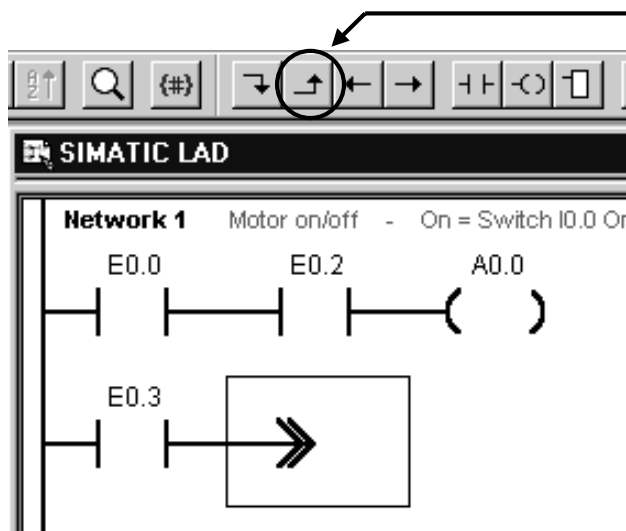 A Z
{#}
SIMATIC LAD
Network 1 Motor on/off - On = Switch I0.0 Or
E0.0 E0.2 A0.0
E0.3